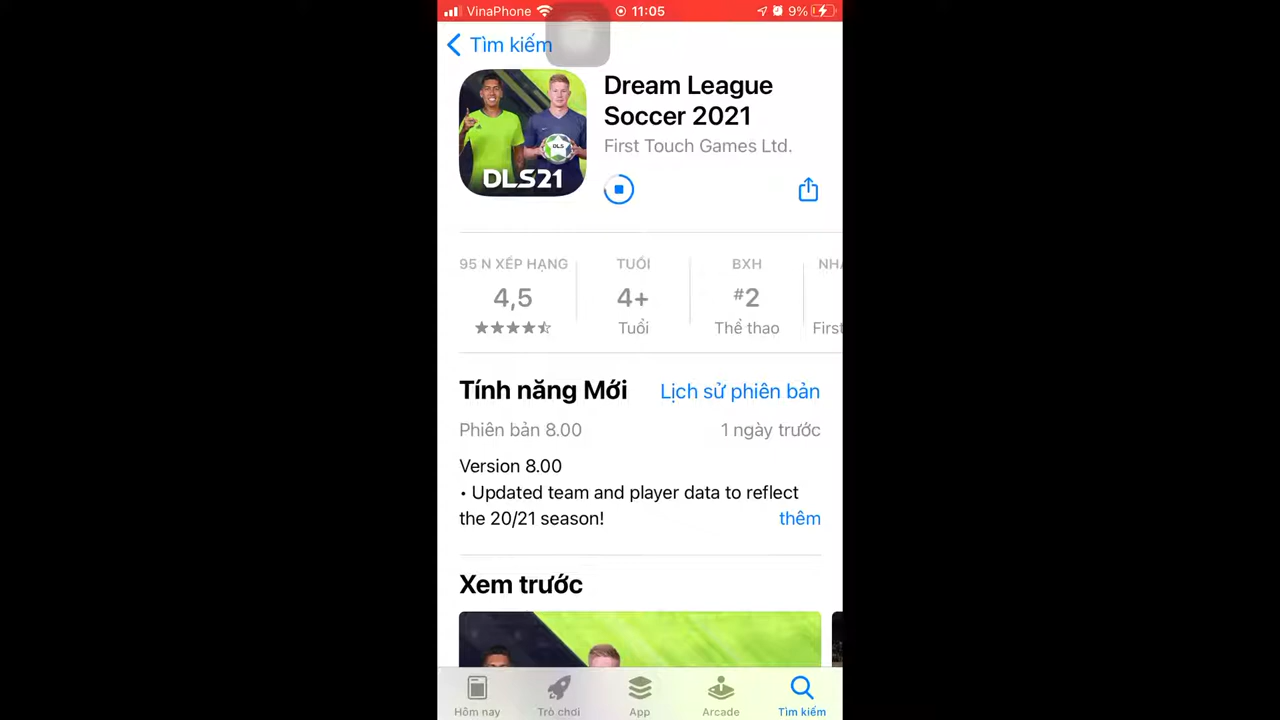 VinaPhone 11:05 9%
Tìm kiếm
Dream League
Soccer 2021
First Touch Games Ltd.
DLS
DLS21
95 N XẾP HẠNG TUỔI BXH NHÀ
4,5 4+ #2
Tuổi Thể thao First
Tính năng Mới Lịch sử phiên bản
Phiên bản 8.00 1 ngày trước
Version 8.00
• Updated team and player data to reflect
the 20/21 season! thêm
Xem trước
Hôm nay Trò chơi App Arcade Tìm kiếm